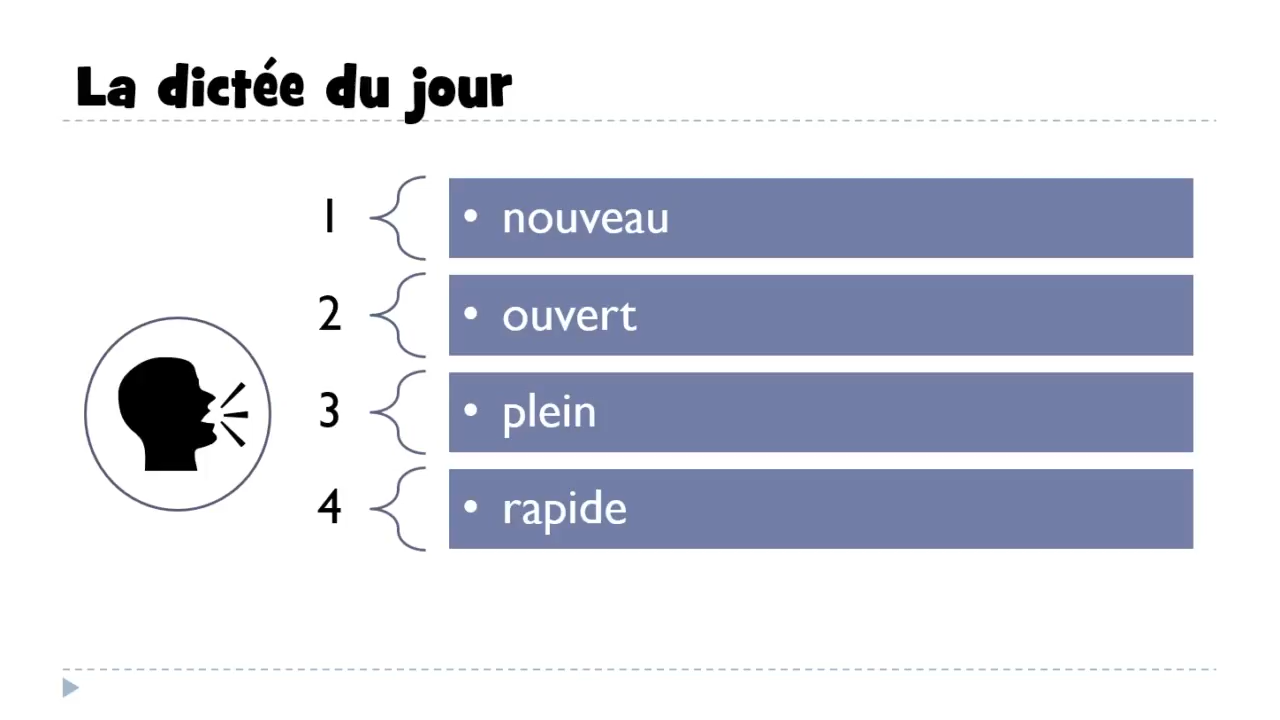 La dictée du jour
1 • nouveau
2 • ouvert
3 • plein
4 • rapide